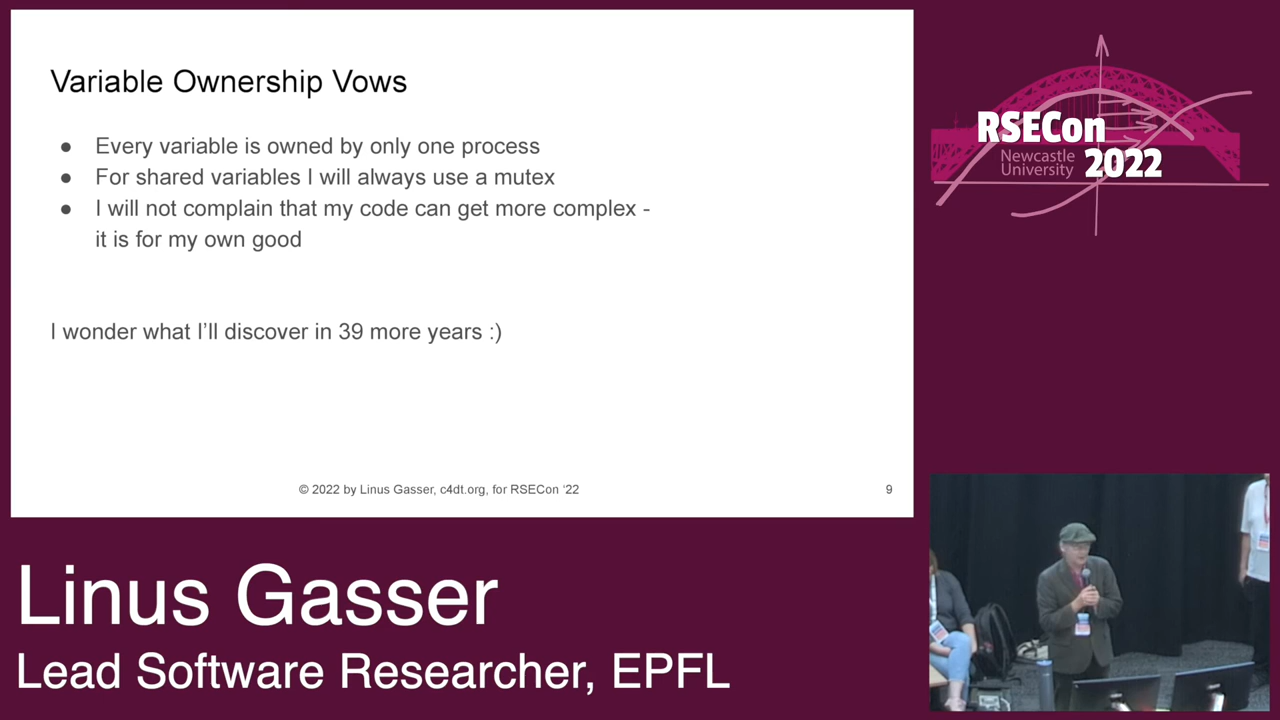 Variable Ownership Vows
● Every variable is owned by only one process
● For shared variables I will always use a mutex
● I will not complain that my code can get more complex -
it is for my own good
I wonder what I'll discover in 39 more years :)
© 2022 by Linus Gasser, c4dt.org, for RSECon '22
9
RSECon
Newcastle
University
2022
Linus Gasser
Lead Software Researcher, EPFL